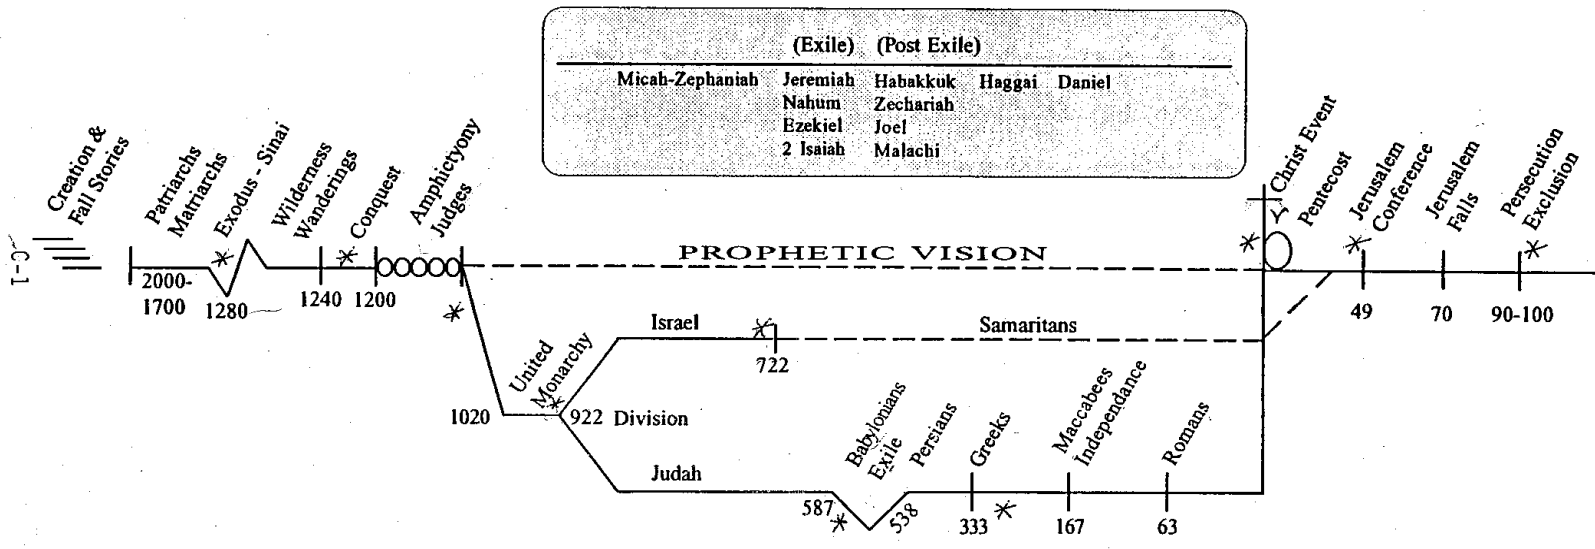 (Exile) (Post Exile)
Micah-Zephaniah Jeremiah Habakkuk Haggai Daniel
Nahum Zechariah
Ezekiel Joel
2 Isaiah Malachi
Creation &
Fall Stories
Patriarchs
Matriarchs
Exodus - Sinai
Wilderness
Wanderings
Conquest
Amphictyony
Judges
Christ Event
Pentecost
Jerusalem
Conference
Jerusalem
Falls
Persecution
Exclusion
PROPHETIC VISION
C-1
2000-
1700
1280
1240
1200
49
70
90-100
Israel
Samaritans
722
United
Monarchy
1020
922 Division
Judah
Babylonians
Exile
Persians
Greeks
Maccabees
Independance
Romans
587
538
333
167
63